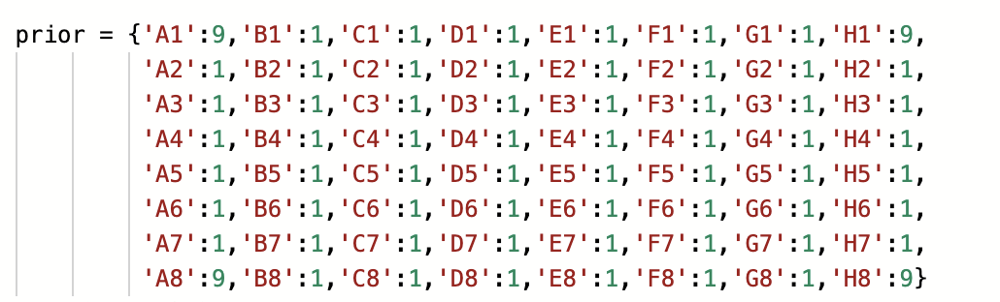 prior = {'A1':9,'B1':1,'C1':1,'D1':1,'E1':1,'F1':1,'G1':1,'H1':9,
'A2':1,'B2':1,'C2':1,'D2':1,'E2':1,'F2':1,'G2':1,'H2':1,
'A3':1,'B3':1,'C3':1,'D3':1,'E3':1,'F3':1,'G3':1,'H3':1,
'A4':1,'B4':1,'C4':1,'D4':1,'E4':1,'F4':1,'G4':1,'H4':1,
'A5':1,'B5':1,'C5':1,'D5':1,'E5':1,'F5':1,'G5':1,'H5':1,
'A6':1,'B6':1,'C6':1,'D6':1,'E6':1,'F6':1,'G6':1,'H6':1,
'A7':1,'B7':1,'C7':1,'D7':1,'E7':1,'F7':1,'G7':1,'H7':1,
'A8':9,'B8':1,'C8':1,'D8':1,'E8':1,'F8':1,'G8':1,'H8':9}